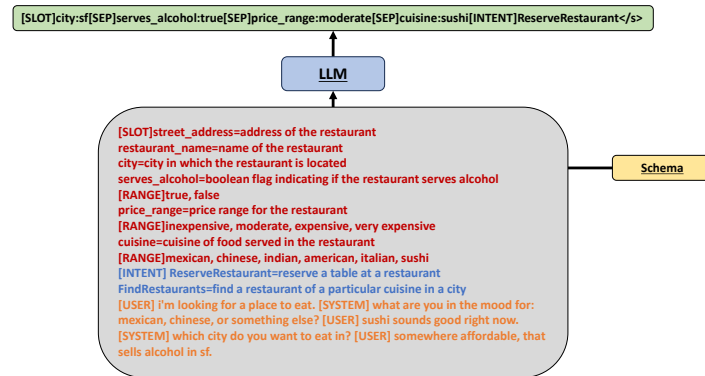 [SLOT]city:sf[SEP]serves_alcohol:true[SEP]price_range:moderate[SEP]cuisine:sushi[INTENT]ReserveRestaurant</s>
LLM
[SLOT]street_address=address of the restaurant
restaurant_name=name of the restaurant
city=city in which the restaurant is located
serves_alcohol=boolean flag indicating if the restaurant serves alcohol
[RANGE]true, false
price_range=price range for the restaurant
[RANGE]inexpensive, moderate, expensive, very expensive
cuisine=cuisine of food served in the restaurant
[RANGE]mexican, chinese, indian, american, italian, sushi
[INTENT] ReserveRestaurant=reserve a table at a restaurant
FindRestaurants=find a restaurant of a particular cuisine in a city
[USER] i'm looking for a place to eat. [SYSTEM] what are you in the mood for:
mexican, chinese, or something else? [USER] sushi sounds good right now.
[SYSTEM] which city do you want to eat in? [USER] somewhere affordable, that
sells alcohol in sf.
Schema